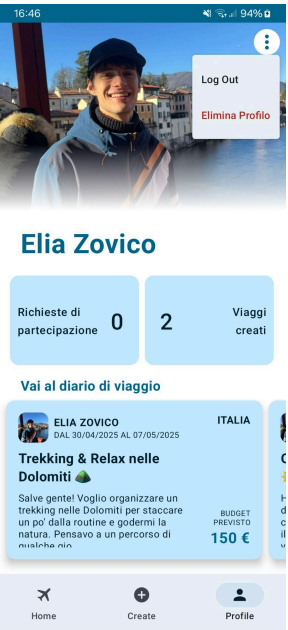 16:46
94%
Log Out
Elimina Profilo
Elia Zovico
Richieste di
partecipazione
0
2
Viaggi
creati
Vai al diario di viaggio
ELIA ZOVICO
DAL 30/04/2025 AL 07/05/2025
ITALIA
Trekking & Relax nelle
Dolomiti
Salve gente! Voglio organizzare un
trekking nelle Dolomiti per staccare
un po' dalla routine e godermi la
natura. Pensavo a un percorso di
qualche gio
BUDGET
PREVISTO
150 €
Home
Create
Profile